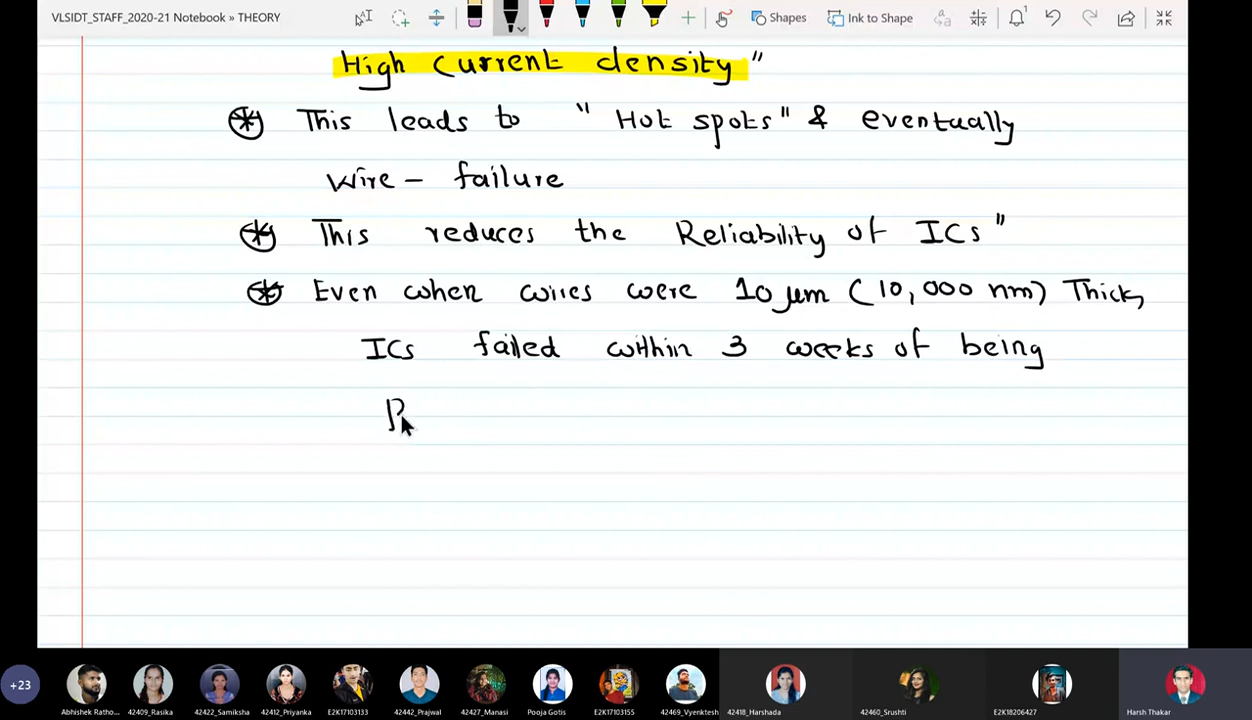 VLSIDT_STAFF_2020-21 Notebook » THEORY
Shapes
Ink to Shape
High current density"
This leads to "Hot spots" & eventually
wire - failure
This reduces the Reliability of ICs"
Even when wires were 10 μm (10,000 nm) Thick,
ICs failed within 3 weeks of being
+23
Abhishek Ratho... 42409_Rasika 42422_Samiksha 42412_Priyanka E2K17103133 42442_Prajwal 42427_Manasi Pooja Gotis E2K17103155 42469_Vyenktesh 42418_Harshada 42460_Srushti E2K18206427 Harsh Thakar